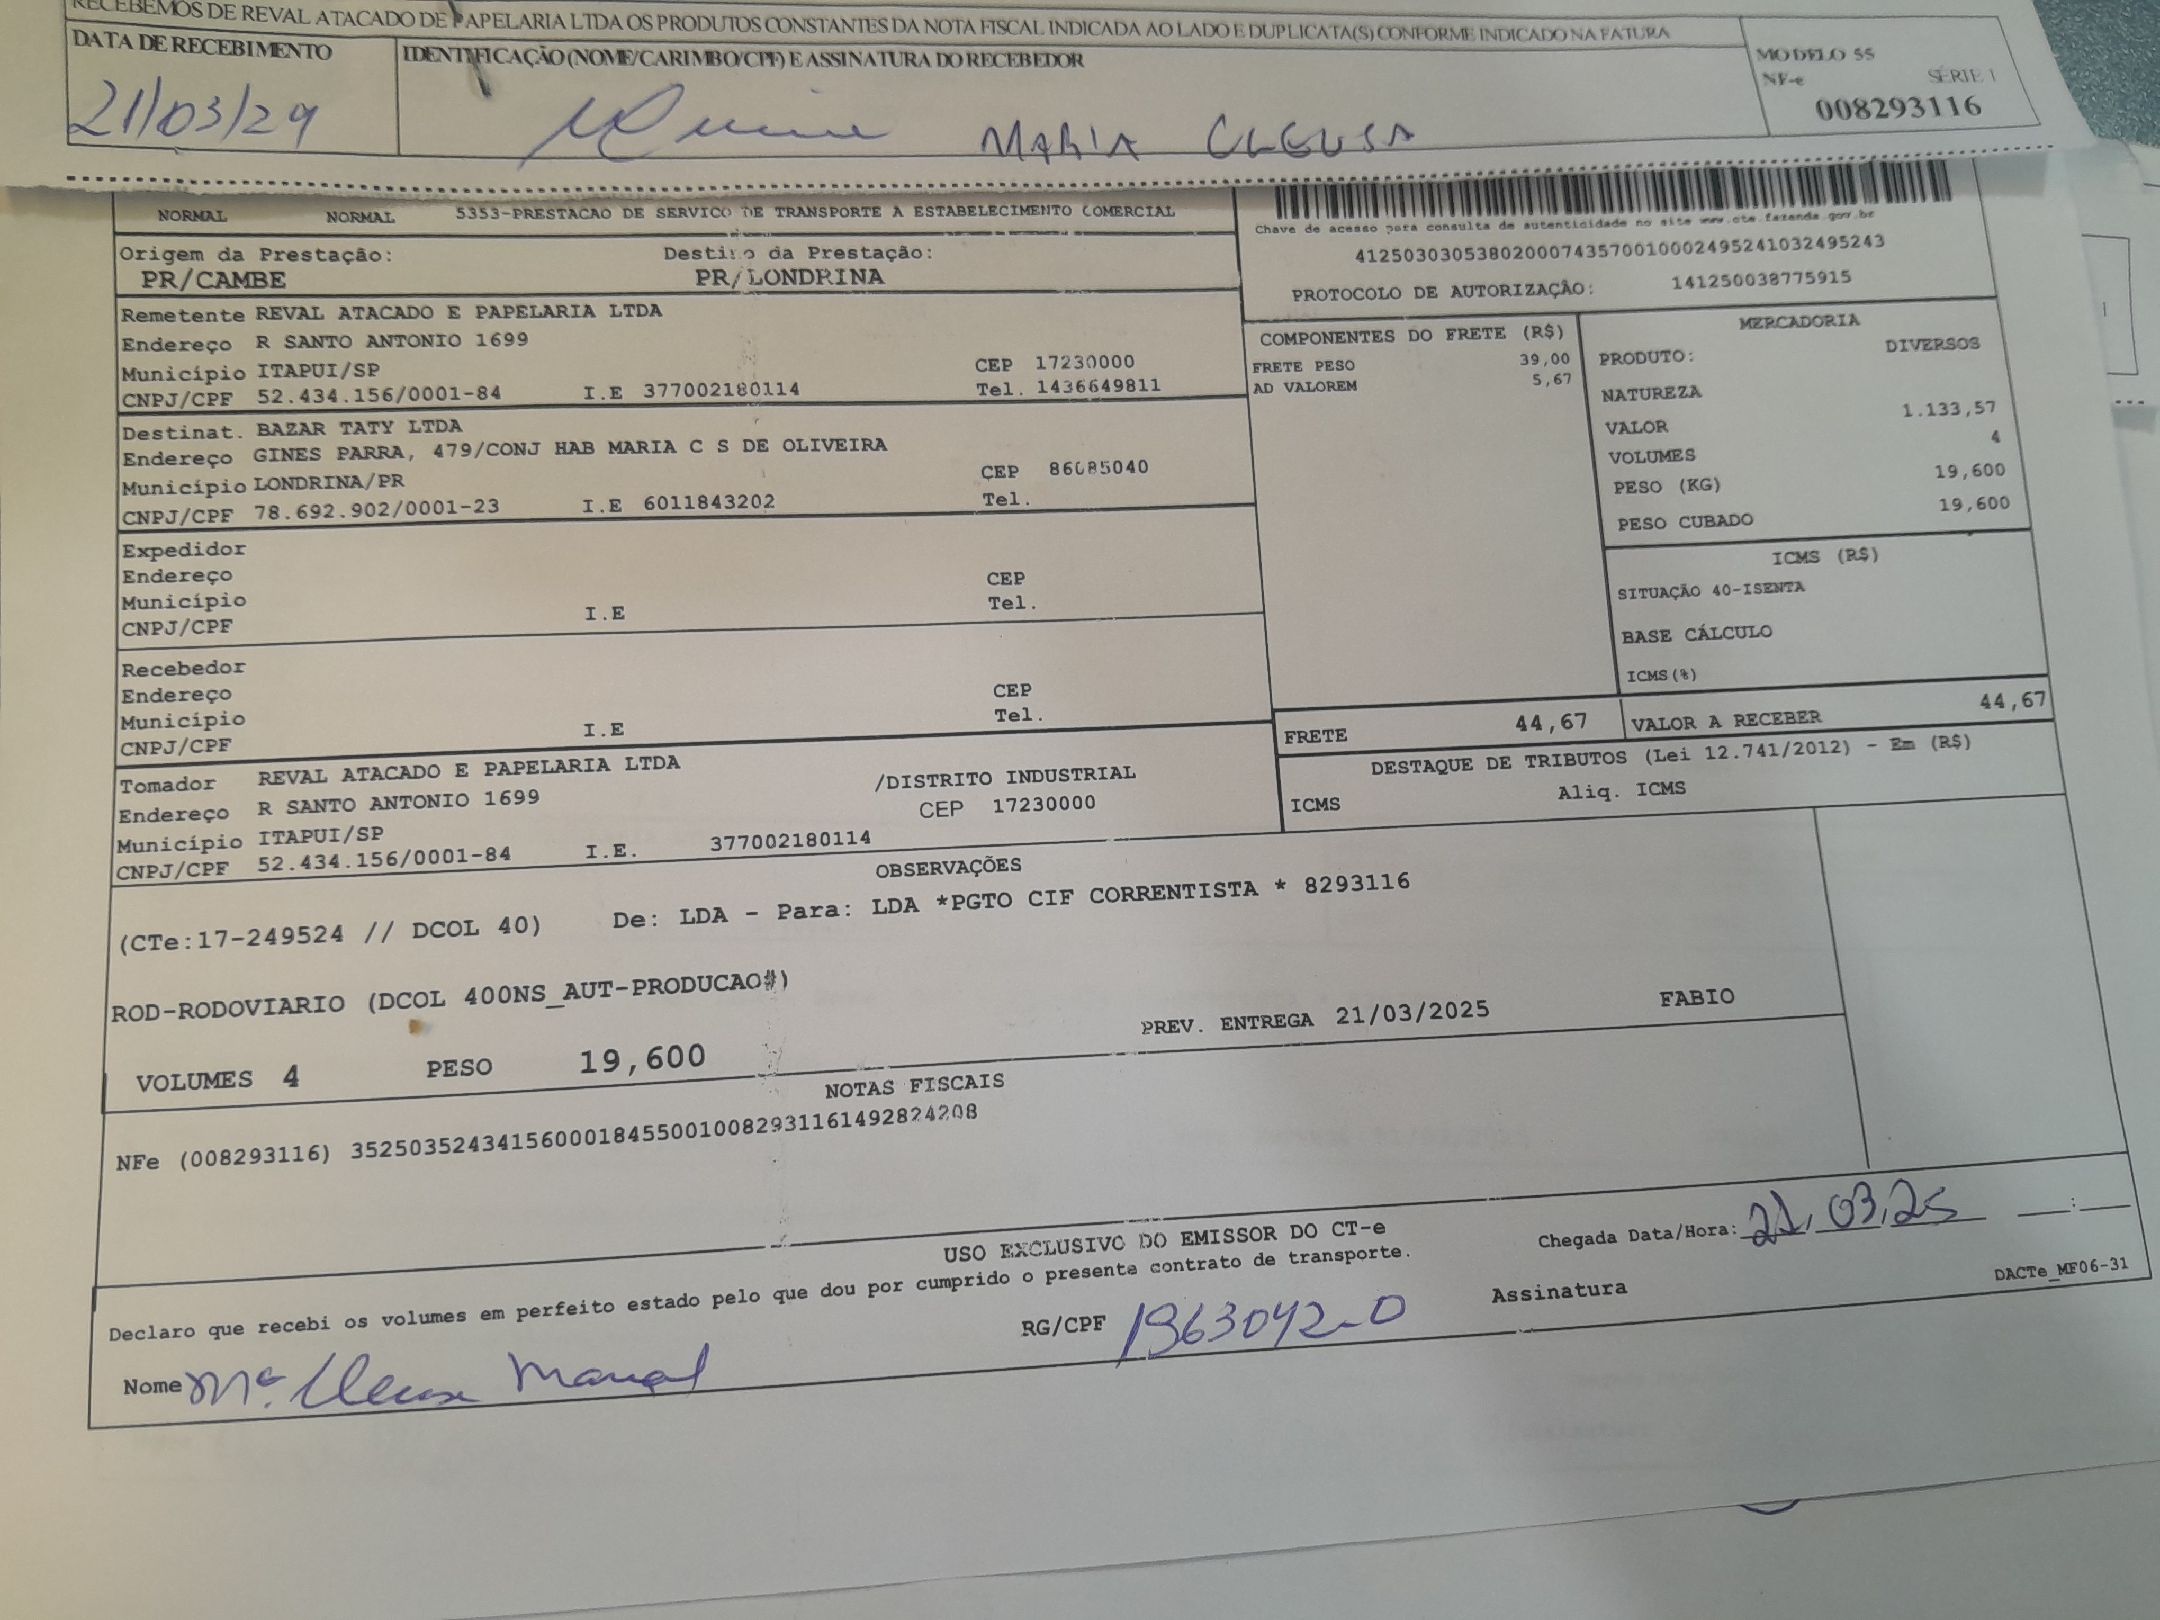 RECEBEMOS DE REVAL ATACADO DE PAPELARIA LTDA OS PRODUTOS CONSTANTES DA NOTA FISCAL INDICADA AO LADO E DUPLICATA(S) CONFORME INDICADO NA FATURA
DATA DE RECEBIMENTO
IDENTIFICAÇÃO (NOME/CARIMBO/CPF) E ASSINATURA DO RECEBEDOR
MODELO 55
NF-e SÉRIE 1
008293116
21/03/29
MARIA CLEUSA
NORMAL NORMAL 5353-PRESTACAO DE SERVICO DE TRANSPORTE A ESTABELECIMENTO COMERCIAL
Chave de acesso para consulta de autenticidade no site www.cte.fazenda.gov.br
41250303053802000743570010002495241032495243
PROTOCOLO DE AUTORIZAÇÃO: 141250038775915
Origem da Prestação: Destino da Prestação:
PR/CAMBE PR/LONDRINA
Remetente REVAL ATACADO E PAPELARIA LTDA
Endereço R SANTO ANTONIO 1699
Município ITAPUI/SP CEP 17230000
CNPJ/CPF 52.434.156/0001-84 I.E 377002180114 Tel. 1436649811
Destinat. BAZAR TATY LTDA
Endereço GINES PARRA, 479/CONJ HAB MARIA C S DE OLIVEIRA
Município LONDRINA/PR CEP 86085040
CNPJ/CPF 78.692.902/0001-23 I.E 6011843202 Tel.
Expedidor
Endereço
Município CEP
CNPJ/CPF I.E Tel.
Recebedor
Endereço
Município CEP
CNPJ/CPF I.E Tel.
COMPONENTES DO FRETE (R$)
FRETE PESO 39,00
AD VALOREM 5,67
MERCADORIA
PRODUTO: DIVERSOS
NATUREZA
VALOR 1.133,57
VOLUMES 4
PESO (KG) 19,600
PESO CUBADO 19,600
ICMS (R$)
SITUAÇÃO 40-ISENTA
BASE CÁLCULO
ICMS(%)
FRETE 44,67 VALOR A RECEBER 44,67
DESTAQUE DE TRIBUTOS (Lei 12.741/2012) - Em (R$)
ICMS Aliq. ICMS
Tomador REVAL ATACADO E PAPELARIA LTDA
Endereço R SANTO ANTONIO 1699 /DISTRITO INDUSTRIAL
Município ITAPUI/SP CEP 17230000
CNPJ/CPF 52.434.156/0001-84 I.E. 377002180114
OBSERVAÇÕES
(CTe:17-249524 // DCOL 40) De: LDA - Para: LDA *PGTO CIF CORRENTISTA * 8293116
ROD-RODOVIARIO (DCOL 400NS_AUT-PRODUCAO#)
PREV. ENTREGA 21/03/2025 FABIO
VOLUMES 4 PESO 19,600
NOTAS FISCAIS
NFe (008293116) 35250352434156000184550010082931161492824208
USO EXCLUSIVO DO EMISSOR DO CT-e
Declaro que recebi os volumes em perfeito estado pelo que dou por cumprido o presente contrato de transporte.
Chegada Data/Hora: 21,03,25 __:__
DACTe_MF06-31
Nome Mª Cleusa RG/CPF 1963042-0 Assinatura